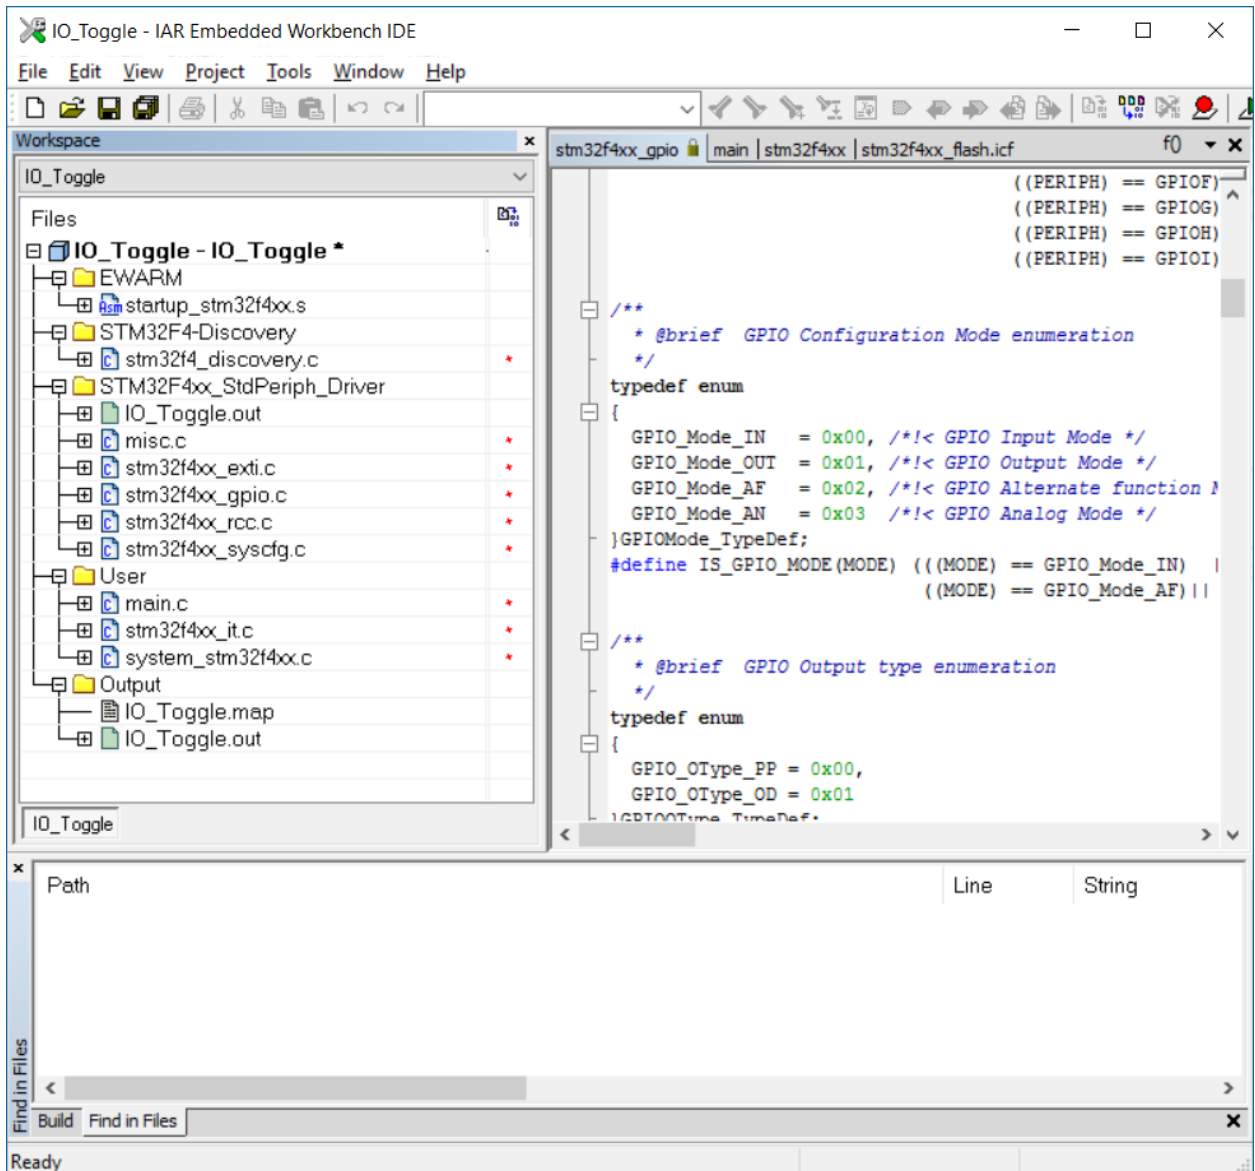 IO_Toggle - IAR Embedded Workbench IDE
File Edit View Project Tools Window Help
Workspace
IO_Toggle
Files
IO_Toggle - IO_Toggle *
EWARM
startup_stm32f4xx.s
STM32F4-Discovery
stm32f4_discovery.c
STM32F4xx_StdPeriph_Driver
IO_Toggle.out
misc.c
stm32f4xx_exti.c
stm32f4xx_gpio.c
stm32f4xx_rcc.c
stm32f4xx_syscfg.c
User
main.c
stm32f4xx_it.c
system_stm32f4xx.c
Output
IO_Toggle.map
IO_Toggle.out
IO_Toggle
stm32f4xx_gpio main stm32f4xx stm32f4xx_flash.icf f()
((PERIPH) == GPIOF)
((PERIPH) == GPIOG)
((PERIPH) == GPIOH)
((PERIPH) == GPIOI)
/**
* @brief GPIO Configuration Mode enumeration
*/
typedef enum
{
GPIO_Mode_IN = 0x00, /*!< GPIO Input Mode */
GPIO_Mode_OUT = 0x01, /*!< GPIO Output Mode */
GPIO_Mode_AF = 0x02, /*!< GPIO Alternate function M
GPIO_Mode_AN = 0x03 /*!< GPIO Analog Mode */
}GPIOMode_TypeDef;
#define IS_GPIO_MODE(MODE) (((MODE) == GPIO_Mode_IN) |
((MODE) == GPIO_Mode_AF)||
/**
* @brief GPIO Output type enumeration
*/
typedef enum
{
GPIO_OType_PP = 0x00,
GPIO_OType_OD = 0x01
}GPIOOType_TypeDef;
Path Line String
Find in Files
Build Find in Files
Ready